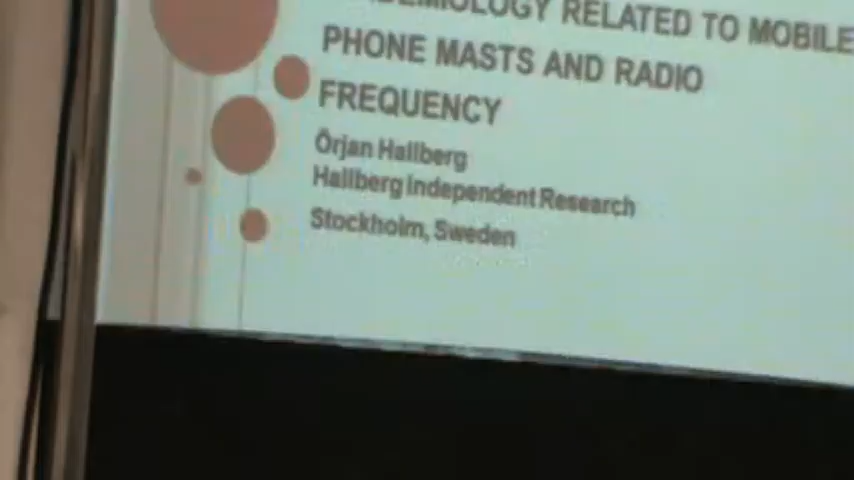 RELATED TO MOBILE
PHONE MASTS AND RADIO
FREQUENCY
Örjan Hallberg
Hallberg Independent Research
Stockholm, Sweden